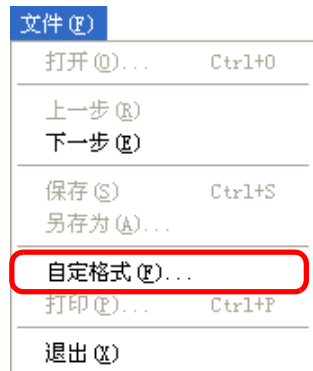 文件(F)
打开(O)... Ctrl+O
上一步(R)
下一步(E)
保存(S) Ctrl+S
另存为(A)...
自定格式(F)...
打印(P)... Ctrl+P
退出(X)